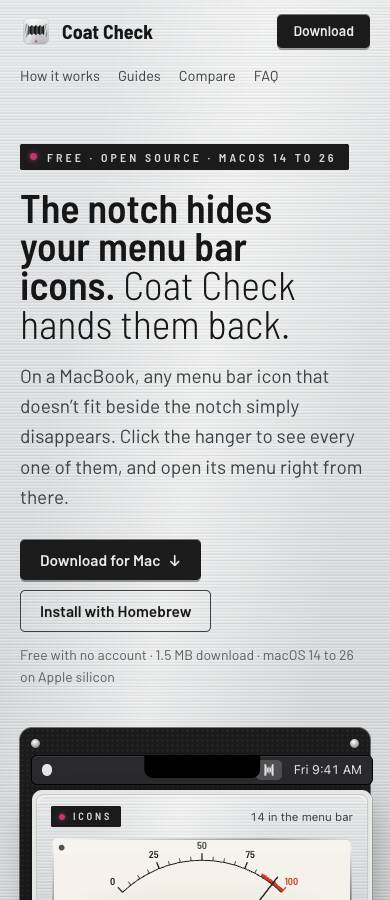 Coat Check
Download
How it works Guides Compare FAQ
FREE · OPEN SOURCE · MACOS 14 TO 26
The notch hides
your menu bar
icons. Coat Check
hands them back.
On a MacBook, any menu bar icon that
doesn’t fit beside the notch simply
disappears. Click the hanger to see every
one of them, and open its menu right from
there.
Download for Mac ↓
Install with Homebrew
Free with no account · 1.5 MB download · macOS 14 to 26
on Apple silicon
Fri 9:41 AM
ICONS 14 in the menu bar
0 25 50 75 100